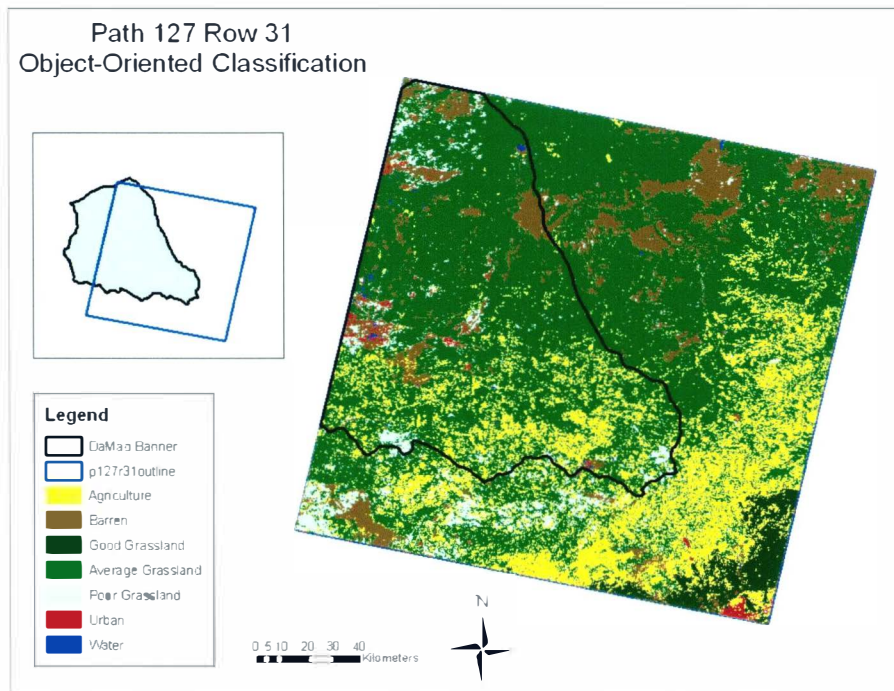 Path 127 Row 31
Object-Oriented Classification
Legend
DaMao Banner
p127r31outline
Agriculture
Barren
Good Grassland
Average Grassland
Poor Grassland
Urban
Water
N
0 5 10 20 30 40
Kilometers